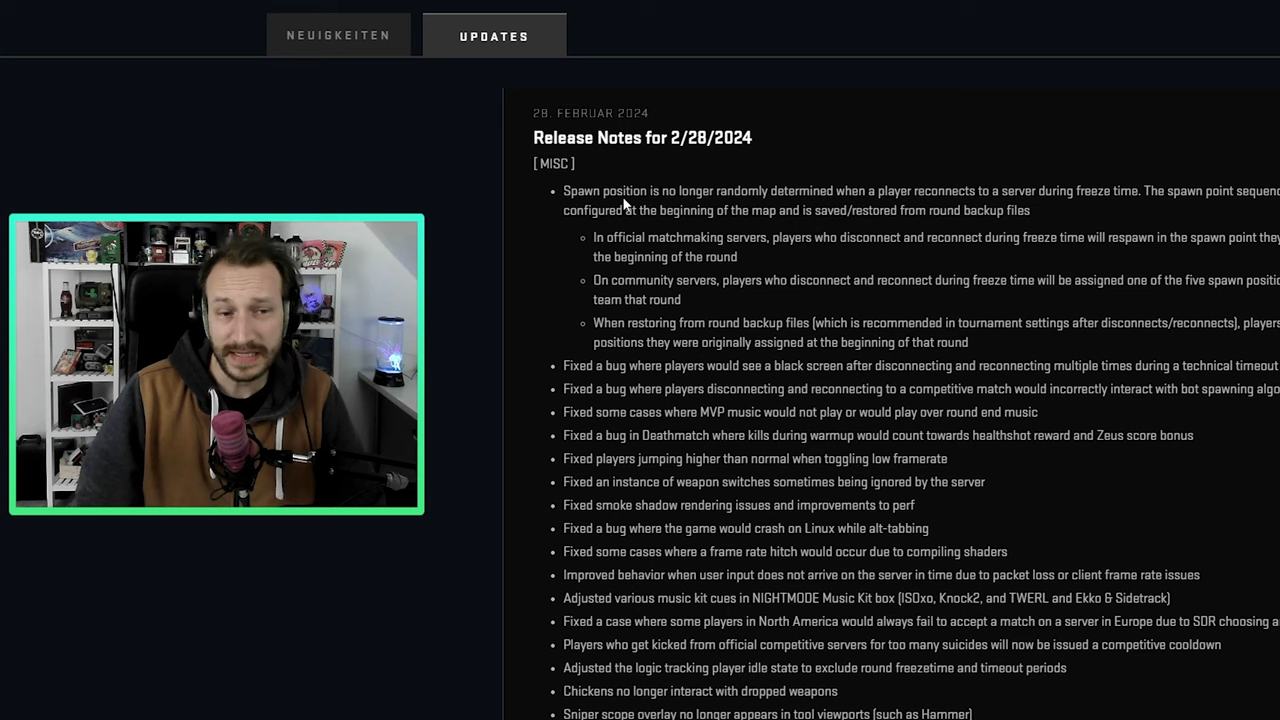 NEUIGKEITEN
UPDATES
28. FEBRUAR 2024
Release Notes for 2/28/2024
[ MISC ]
Spawn position is no longer randomly determined when a player reconnects to a server during freeze time. The spawn point sequenc
configured at the beginning of the map and is saved/restored from round backup files
In official matchmaking servers, players who disconnect and reconnect during freeze time will respawn in the spawn point they
the beginning of the round
On community servers, players who disconnect and reconnect during freeze time will be assigned one of the five spawn positio
team that round
When restoring from round backup files (which is recommended in tournament settings after disconnects/reconnects), players
positions they were originally assigned at the beginning of that round
Fixed a bug where players would see a black screen after disconnecting and reconnecting multiple times during a technical timeout
Fixed a bug where players disconnecting and reconnecting to a competitive match would incorrectly interact with bot spawning algo
Fixed some cases where MVP music would not play or would play over round end music
Fixed a bug in Deathmatch where kills during warmup would count towards healthshot reward and Zeus score bonus
Fixed players jumping higher than normal when toggling low framerate
Fixed an instance of weapon switches sometimes being ignored by the server
Fixed smoke shadow rendering issues and improvements to perf
Fixed a bug where the game would crash on Linux while alt-tabbing
Fixed some cases where a frame rate hitch would occur due to compiling shaders
Improved behavior when user input does not arrive on the server in time due to packet loss or client frame rate issues
Adjusted various music kit cues in NIGHTMODE Music Kit box (ISOxo, Knock2, and TWERL and Ekko & Sidetrack)
Fixed a case where some players in North America would always fail to accept a match on a server in Europe due to SDR choosing a
Players who get kicked from official competitive servers for too many suicides will now be issued a competitive cooldown
Adjusted the logic tracking player idle state to exclude round freezetime and timeout periods
Chickens no longer interact with dropped weapons
Sniper scope overlay no longer appears in tool viewports (such as Hammer)